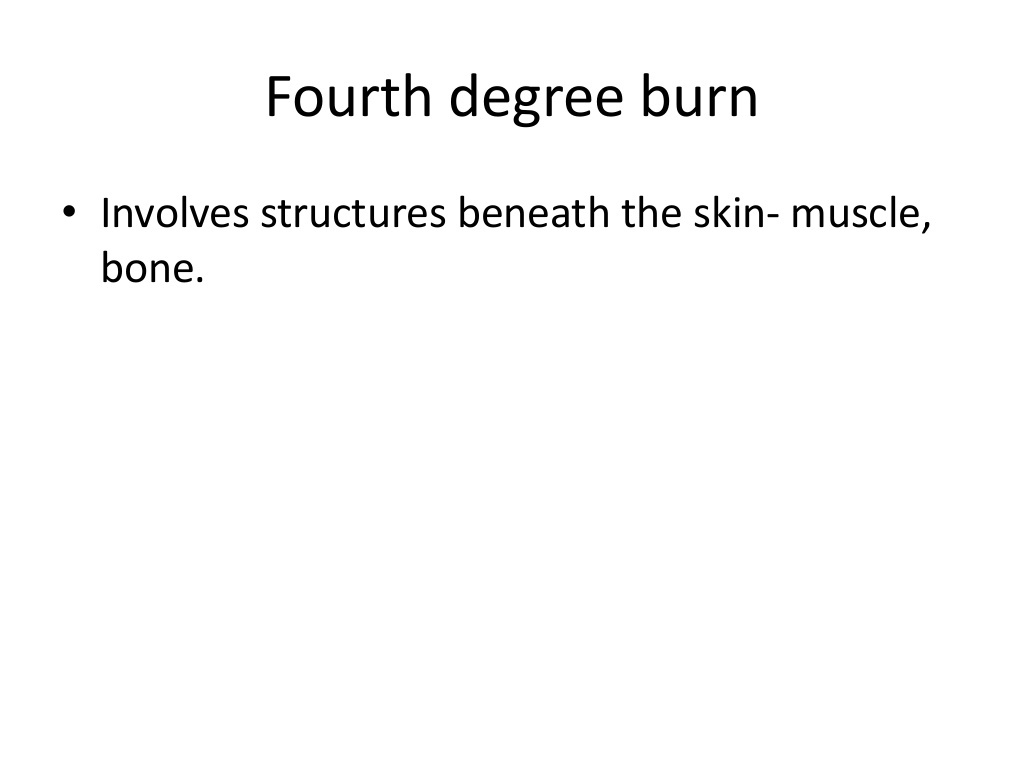 Fourth degree burn
• Involves structures beneath the skin- muscle,
bone.